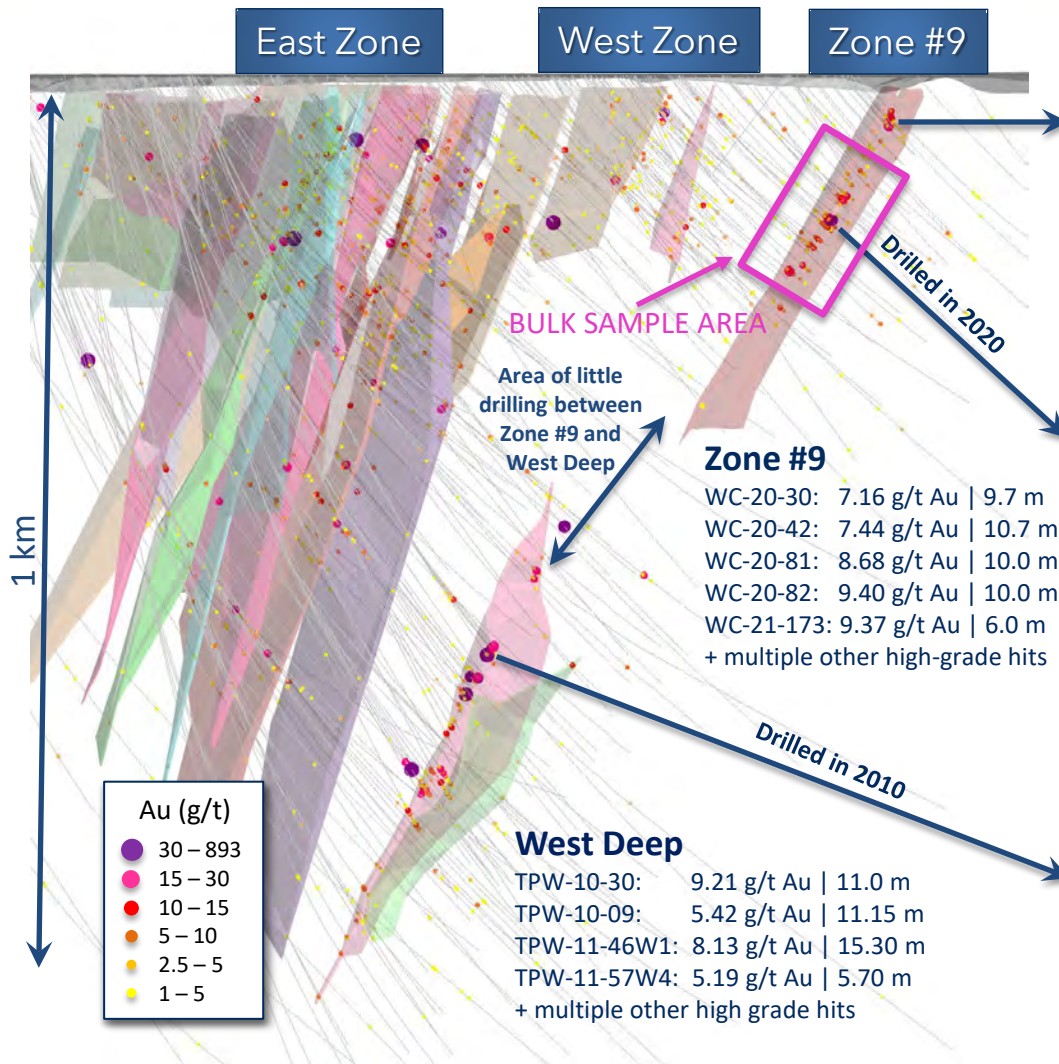 East Zone
West Zone
Zone #9
1 km
BULK SAMPLE AREA
Drilled in 2020
Area of little
drilling between
Zone #9 and
West Deep
Zone #9
WC-20-30: 7.16 g/t Au | 9.7 m
WC-20-42: 7.44 g/t Au | 10.7 m
WC-20-81: 8.68 g/t Au | 10.0 m
WC-20-82: 9.40 g/t Au | 10.0 m
WC-21-173: 9.37 g/t Au | 6.0 m
+ multiple other high-grade hits
Drilled in 2010
Au (g/t)
30 – 893
15 – 30
10 – 15
5 – 10
2.5 – 5
1 – 5
West Deep
TPW-10-30: 9.21 g/t Au | 11.0 m
TPW-10-09: 5.42 g/t Au | 11.15 m
TPW-11-46W1: 8.13 g/t Au | 15.30 m
TPW-11-57W4: 5.19 g/t Au | 5.70 m
+ multiple other high grade hits